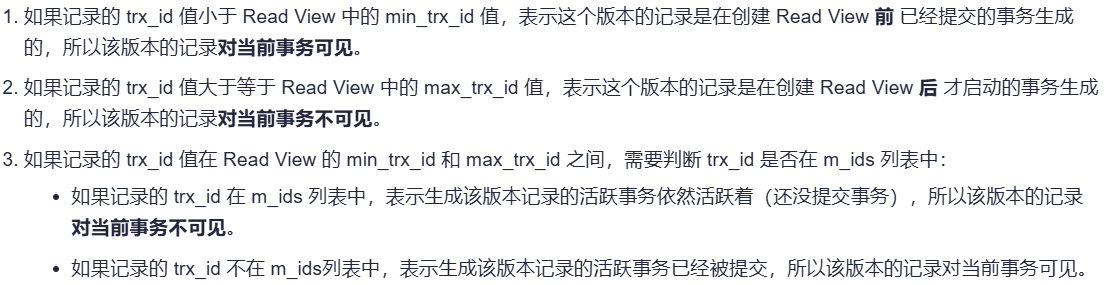 1. 如果记录的 trx_id 值小于 Read View 中的 min_trx_id 值，表示这个版本的记录是在创建 Read View 前 已经提交的事务生成
的，所以该版本的记录对当前事务可见。
2. 如果记录的 trx_id 值大于等于 Read View 中的 max_trx_id 值，表示这个版本的记录是在创建 Read View 后 才启动的事务生成
的，所以该版本的记录对当前事务不可见。
3. 如果记录的 trx_id 值在 Read View 的 min_trx_id 和 max_trx_id 之间，需要判断 trx_id 是否在 m_ids 列表中：
• 如果记录的 trx_id 在 m_ids 列表中，表示生成该版本记录的活跃事务依然活跃着（还没提交事务），所以该版本的记录
对当前事务不可见。
• 如果记录的 trx_id 不在 m_ids列表中，表示生成该版本记录的活跃事务已经被提交，所以该版本的记录对当前事务可见。